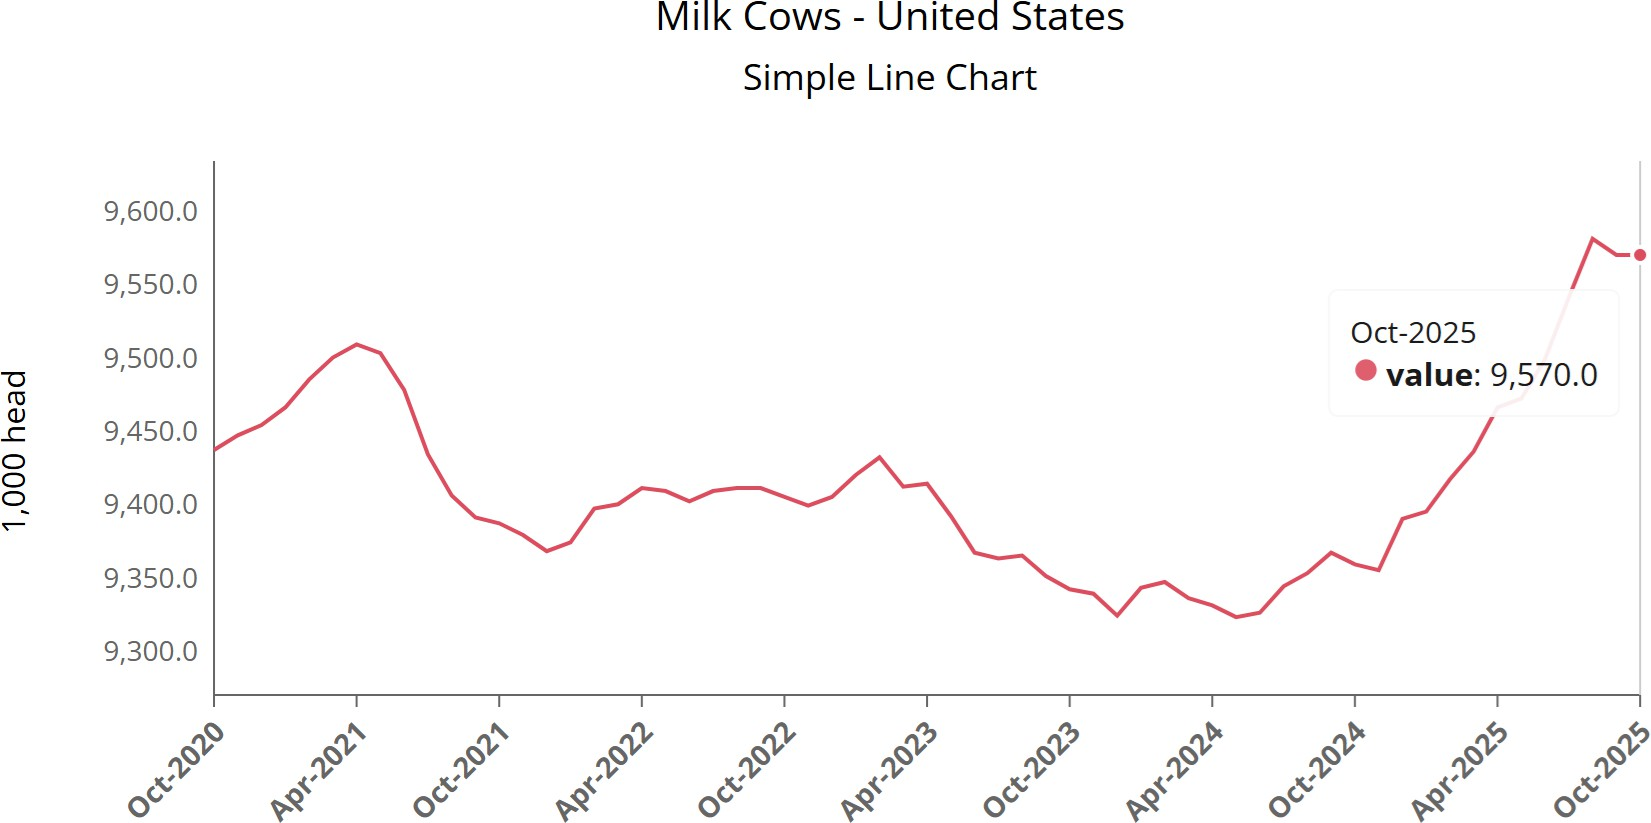 Milk Cows - United States
Simple Line Chart
1,000 head
9,600.0
9,550.0
9,500.0
9,450.0
9,400.0
9,350.0
9,300.0
Oct-2025
value: 9,570.0
Oct-2020
Apr-2021
Oct-2021
Apr-2022
Oct-2022
Apr-2023
Oct-2023
Apr-2024
Oct-2024
Apr-2025
Oct-2025